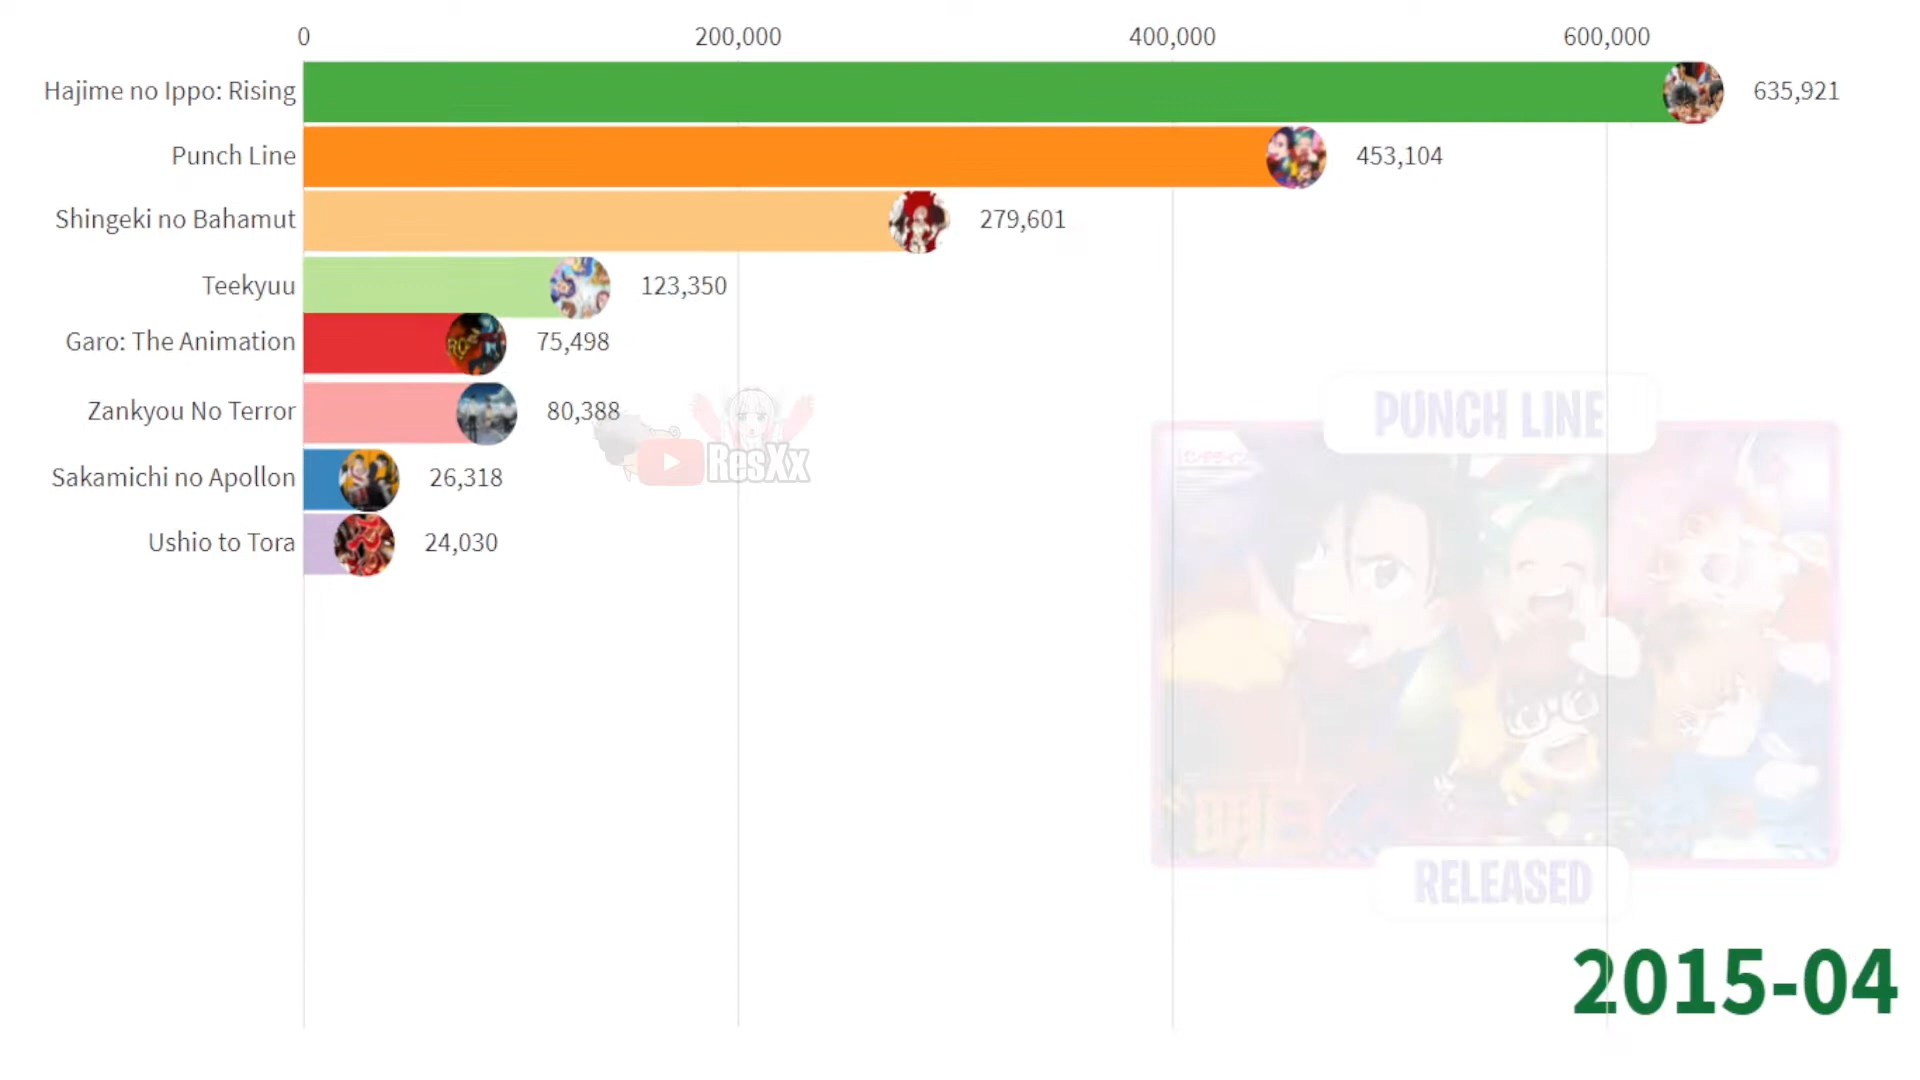 0 200,000 400,000 600,000
Hajime no Ippo: Rising 635,921
Punch Line 453,104
Shingeki no Bahamut 279,601
Teekyuu 123,350
Garo: The Animation 75,498
Zankyou No Terror 80,388
Sakamichi no Apollon 26,318
Ushio to Tora 24,030
ResXx
PUNCH LINE
RELEASED
2015-04